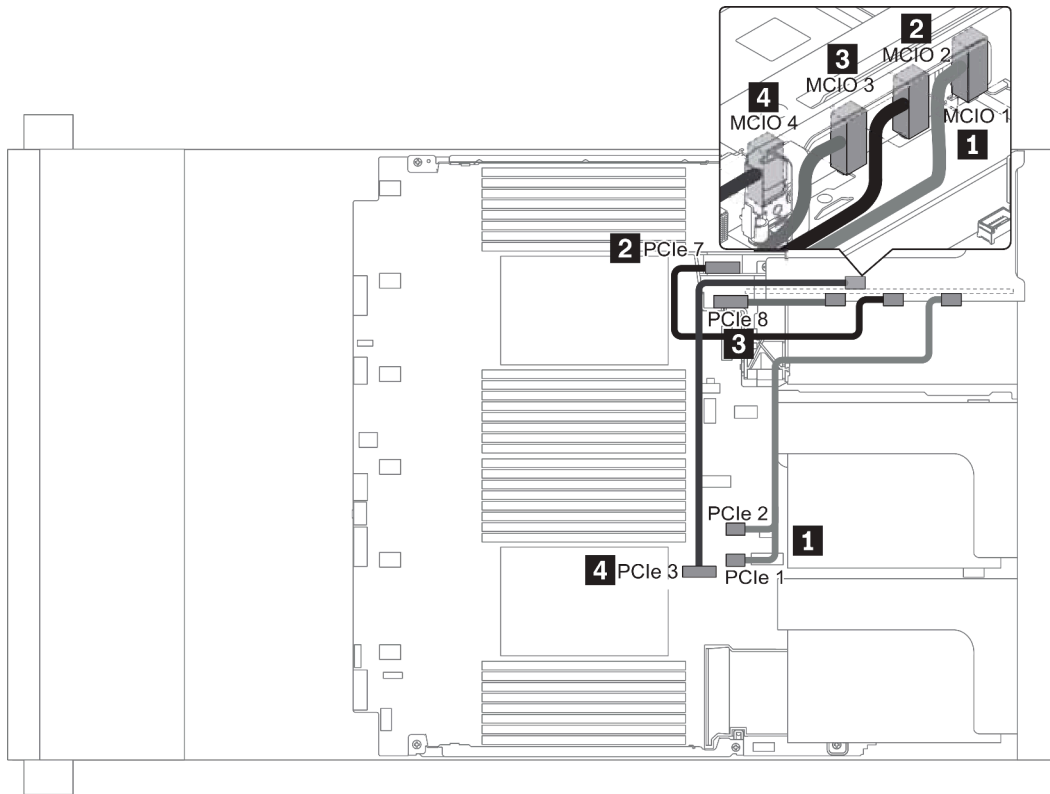 2
MCIO 2
3
MCIO 3
4
MCIO 4
MCIO 1
1
2 PCIe 7
PCIe 8
3
PCIe 2
1
4 PCIe 3
PCIe 1